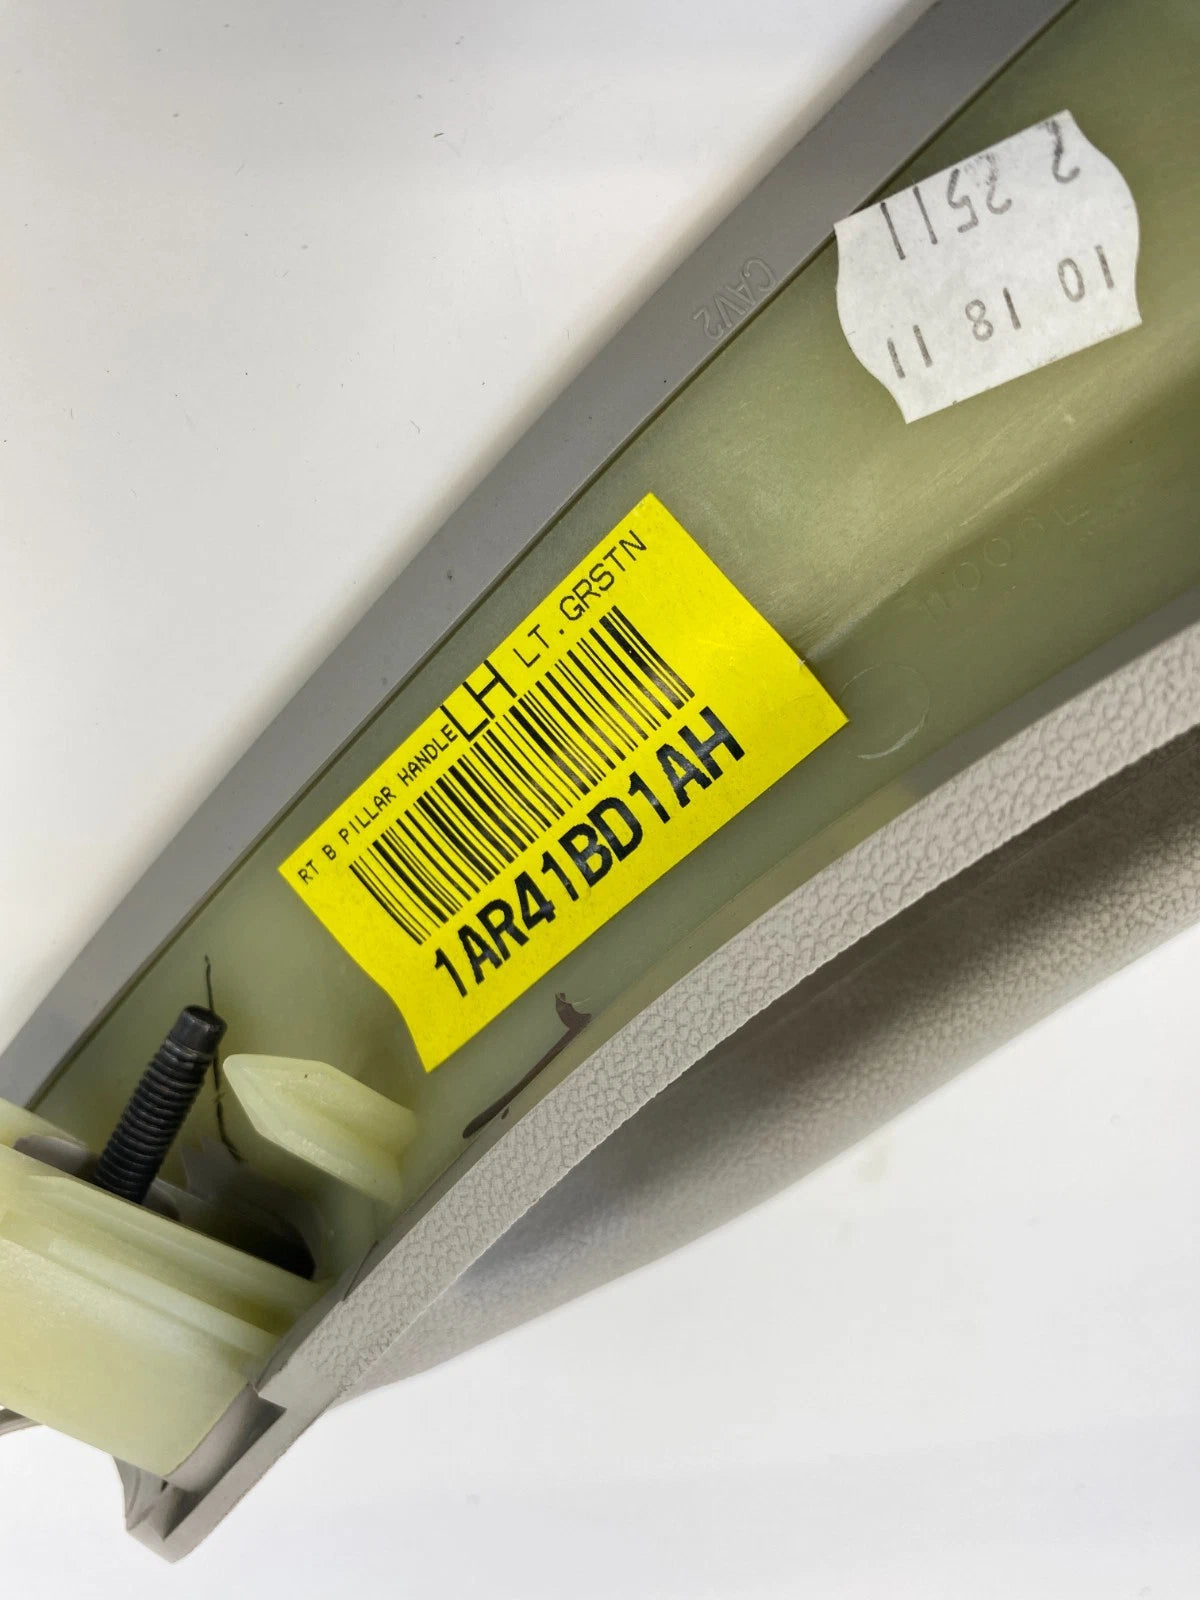 2 2511
10 18 11
CAV2
RT B PILLAR HANDLE LH LT.GRSTN
1AR41BD1AH